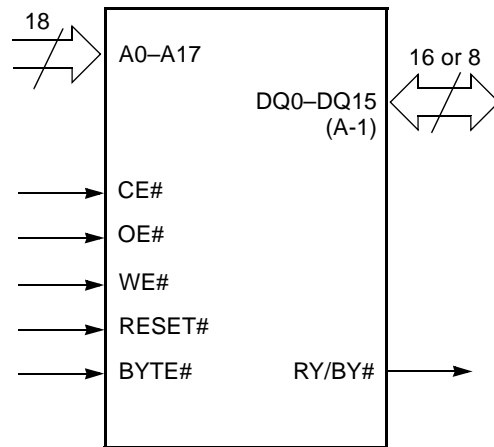 18
A0–A17
16 or 8
DQ0–DQ15
(A-1)
CE#
OE#
WE#
RESET#
BYTE#
RY/BY#